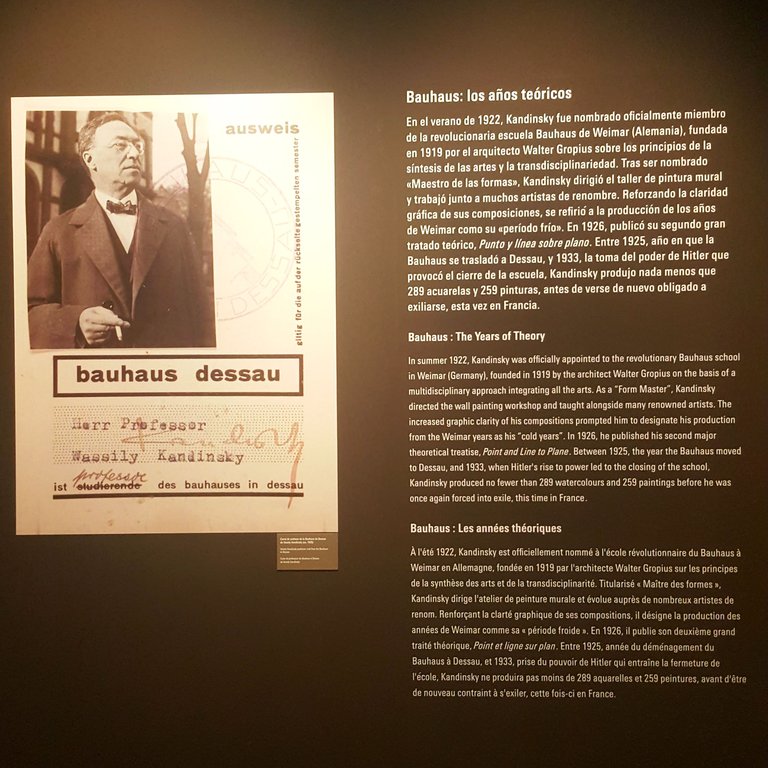 ausweis
giltig für die auf der rückseite gestempelten semester
bauhaus dessau
Herr Professor
Wassily Kandinsky
professor
ist studierende des bauhauses in dessau
Bauhaus: los años teóricos
En el verano de 1922, Kandinsky fue nombrado oficialmente miembro
de la revolucionaria escuela Bauhaus de Weimar (Alemania), fundada
en 1919 por el arquitecto Walter Gropius sobre los principios de la
síntesis de las artes y la transdisciplinariedad. Tras ser nombrado
«Maestro de las formas», Kandinsky dirigió el taller de pintura mural
y trabajó junto a muchos artistas de renombre. Reforzando la claridad
gráfica de sus composiciones, se refirió a la producción de los años
de Weimar como su «período frío». En 1926, publicó su segundo gran
tratado teórico, Punto y línea sobre plano. Entre 1925, año en que la
Bauhaus se trasladó a Dessau, y 1933, la toma del poder de Hitler que
provocó el cierre de la escuela, Kandinsky produjo nada menos que
289 acuarelas y 259 pinturas, antes de verse de nuevo obligado a
exiliarse, esta vez en Francia.
Bauhaus : The Years of Theory
In summer 1922, Kandinsky was officially appointed to the revolutionary Bauhaus school
in Weimar (Germany), founded in 1919 by the architect Walter Gropius on the basis of a
multidisciplinary approach integrating all the arts. As a "Form Master", Kandinsky
directed the wall painting workshop and taught alongside many renowned artists. The
increased graphic clarity of his compositions prompted him to designate his production
from the Weimar years as his "cold years". In 1926, he published his second major
theoretical treatise, Point and Line to Plane. Between 1925, the year the Bauhaus moved
to Dessau, and 1933, when Hitler's rise to power led to the closing of the school,
Kandinsky produced no fewer than 289 watercolours and 259 paintings before he was
once again forced into exile, this time in France.
Bauhaus : Les années théoriques
À l'été 1922, Kandinsky est officiellement nommé à l'école révolutionnaire du Bauhaus à
Weimar en Allemagne, fondée en 1919 par l'architecte Walter Gropius sur les principes
de la synthèse des arts et de la transdisciplinarité. Titularisé « Maître des formes »,
Kandinsky dirige l'atelier de peinture murale et évolue auprès de nombreux artistes de
renom. Renforçant la clarté graphique de ses compositions, il désigne la production des
années de Weimar comme sa « période froide ». En 1926, il publie son deuxième grand
traité théorique, Point et ligne sur plan. Entre 1925, année du déménagement du
Bauhaus à Dessau, et 1933, prise du pouvoir de Hitler qui entraîne la fermeture de
l'école, Kandinsky ne produira pas moins de 289 aquarelles et 259 peintures, avant d'être
de nouveau contraint à s'exiler, cette fois-ci en France.